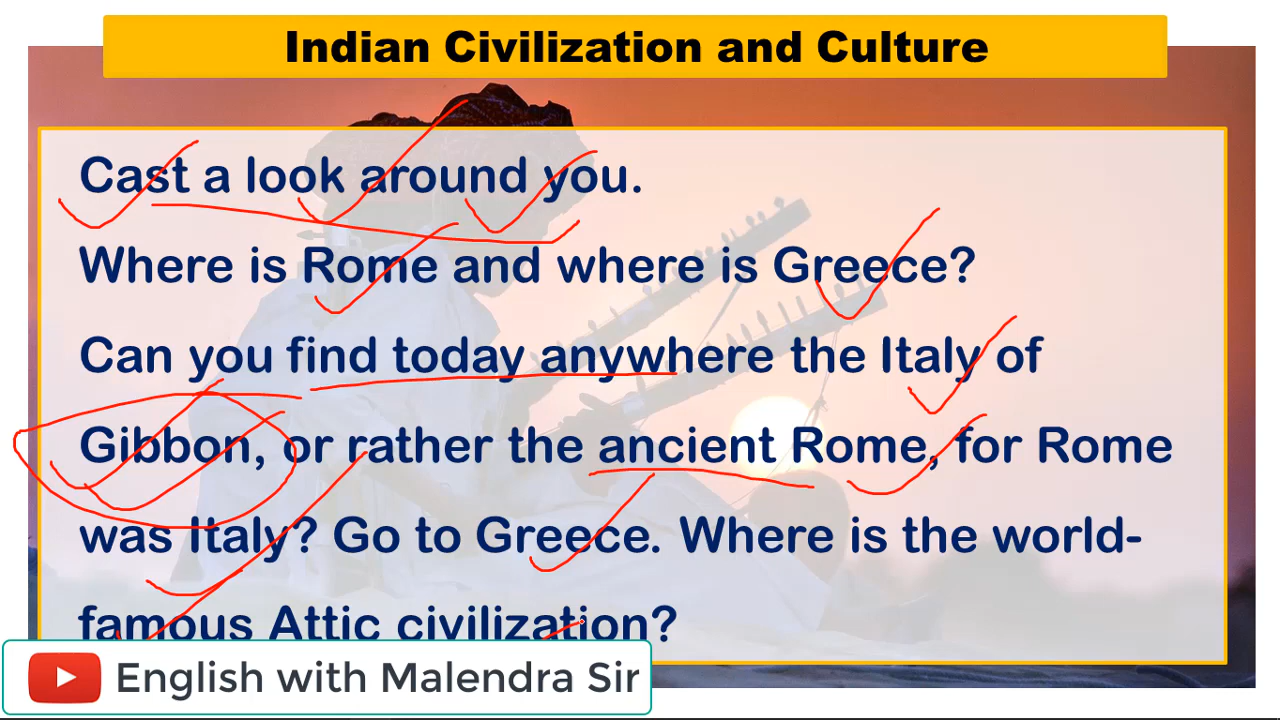 Indian Civilization and Culture
Cast a look around you.
Where is Rome and where is Greece?
Can you find today anywhere the Italy of
Gibbon, or rather the ancient Rome, for Rome
was Italy? Go to Greece. Where is the world-
famous Attic civilization?
English with Malendra Sir